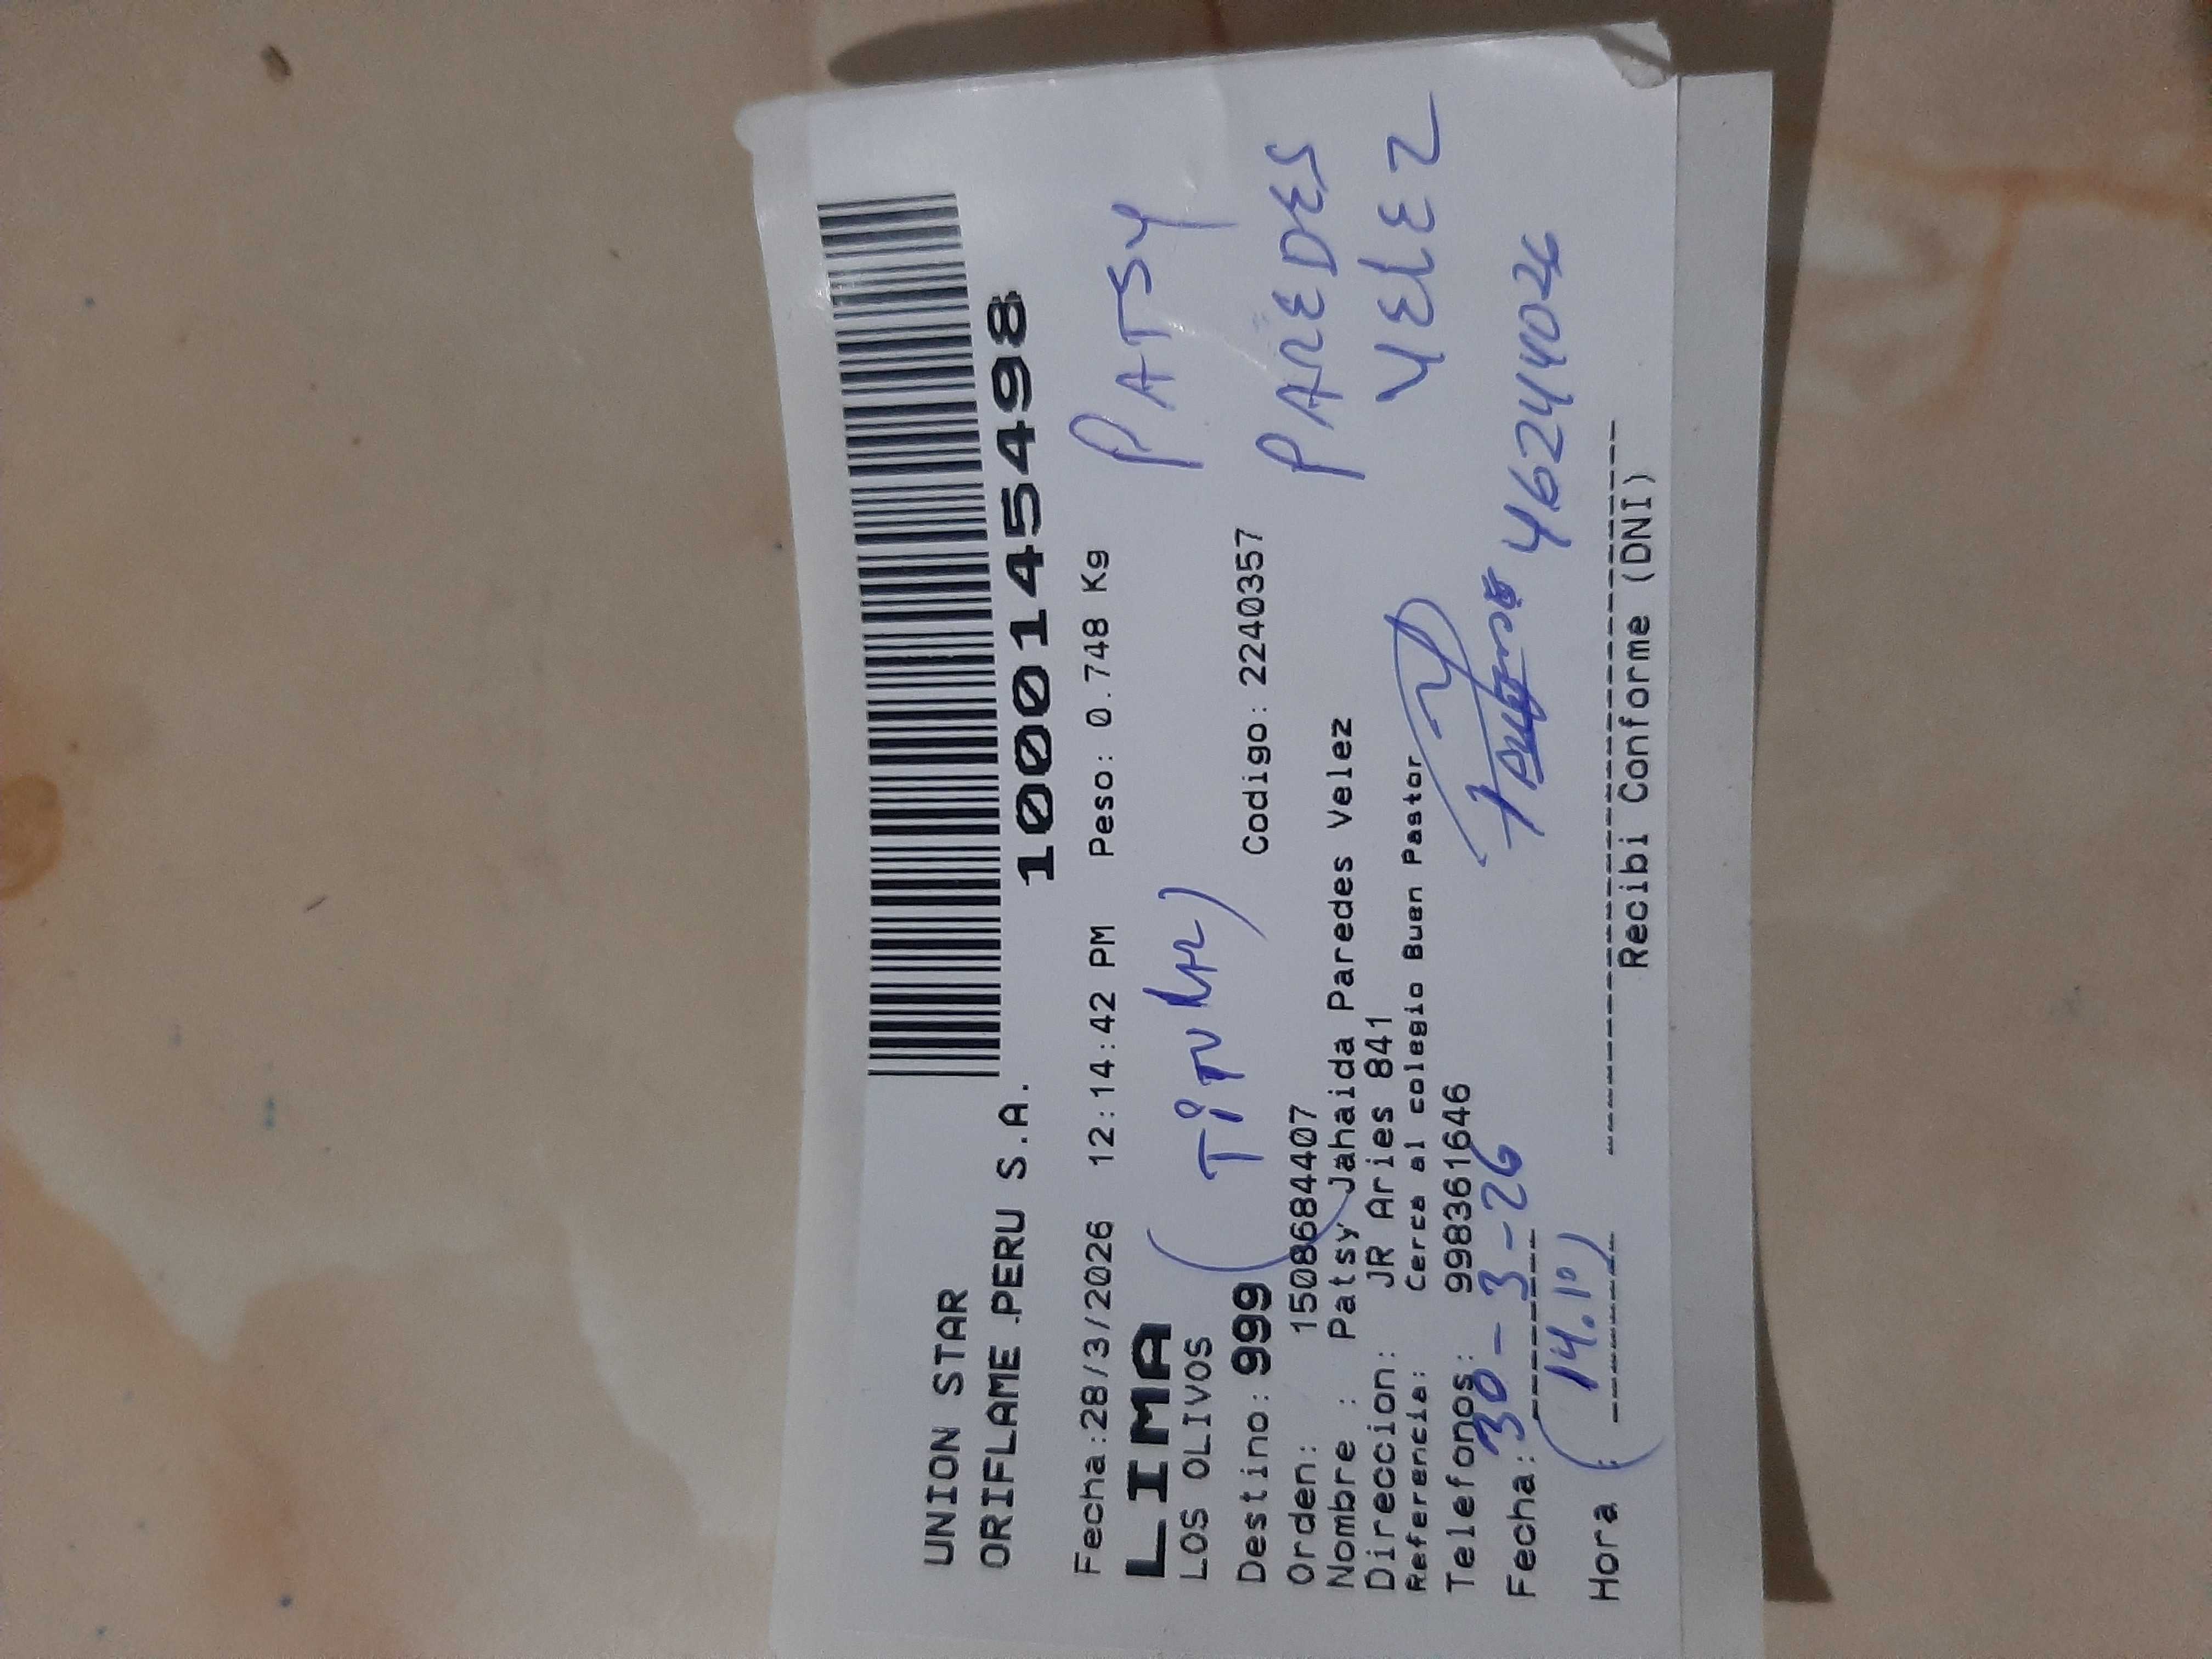 UNION STAR
ORIFLAME PERU S.A.
1000145498
Fecha:28/3/2026 12:14:42 PM Peso: 0.748 Kg
LIMA
PATSY
LOS OLIVOS
(TITULAR)
Destino: 999 Codigo: 2240357
PAREDES
Orden: 1508684407
Nombre : Patsy Jahaida Paredes Velez
YELEZ
Direccion: JR Aries 841
Referencia: Cerca al colegio Buen Pastor
Telefonos: 998361646
Fecha: 30-3-26
46244026
Hora : (14.10)
Recibi Conforme (DNI)